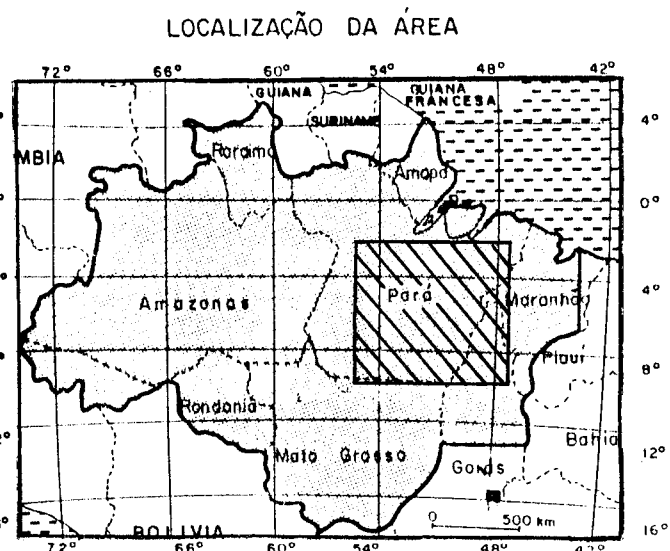 LOCALIZAÇÃO DA ÁREA
72° 66° 60° 54° 48° 42°
GUIANA
GUIANA
FRANCESA
SURINAME
4°
MBIA
Roraima
Amapá
0°
Amazonas
Pará
Maranhão
4°
Piauí
8°
Rondoniá
Bahia
Mato Grosso
Goiás
12°
0 500 km
BOLIVIA
16°
72° 66° 60° 54° 48° 42°